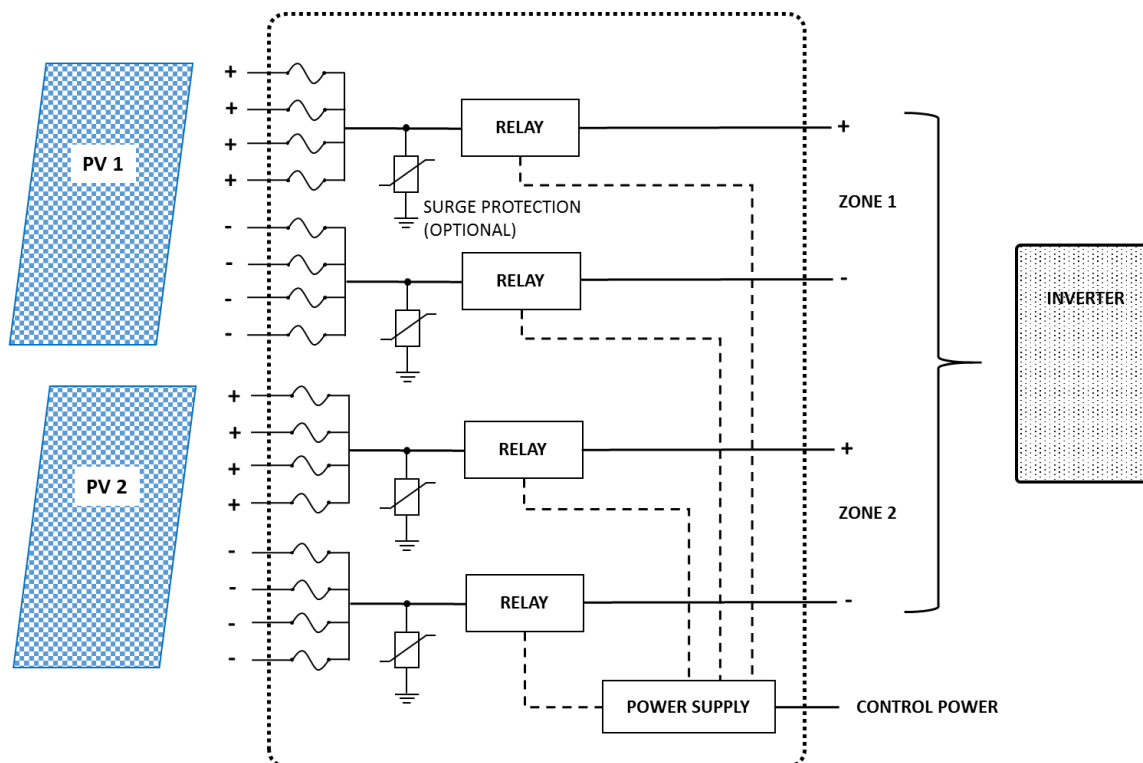 +
+
+
+
PV 1
RELAY
+
SURGE PROTECTION
(OPTIONAL)
ZONE 1
-
-
-
-
RELAY
-
INVERTER
+
+
+
+
PV 2
RELAY
+
ZONE 2
-
-
-
-
RELAY
-
POWER SUPPLY
CONTROL POWER